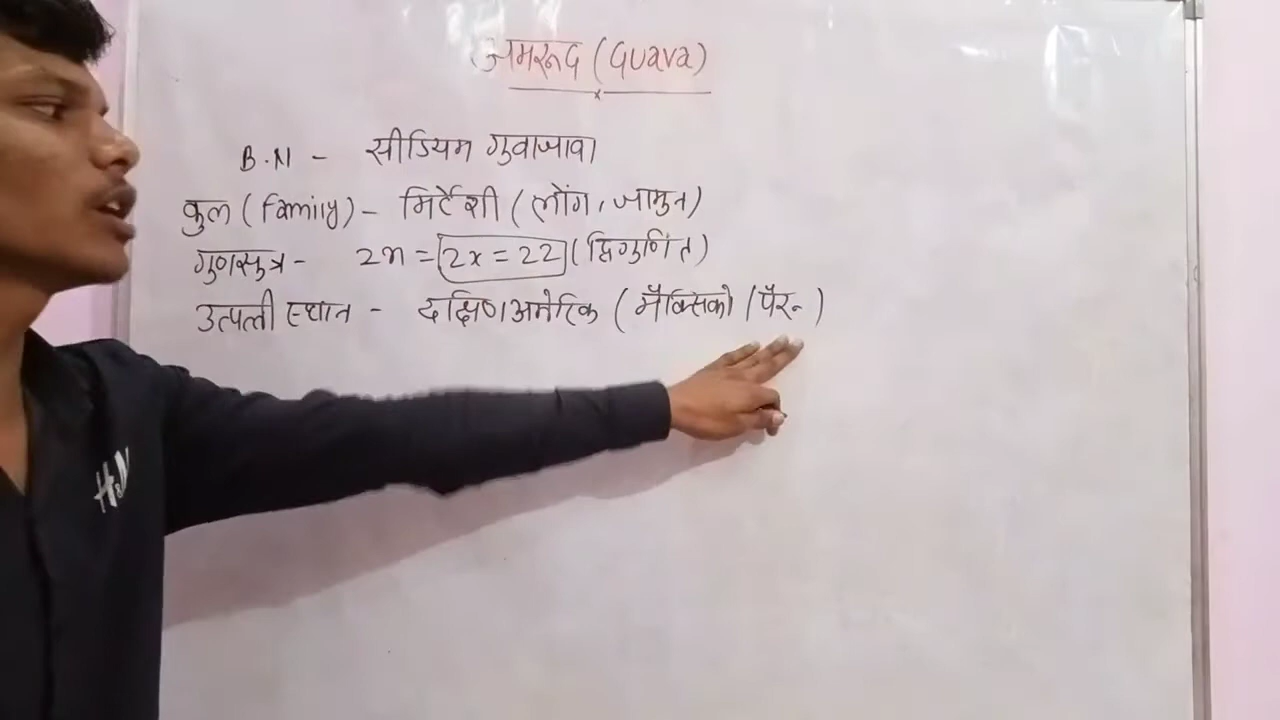 अमरूद (Guava)
B.N - सीडियम गुवाजावा
कुल (Family) - मिर्टेशी (लोंग, जामुन)
गुणसुत्र - 2n = 2x = 22 (द्विगुणित)
उत्पत्ती स्थान - दक्षिण अमेरिक (मैक्सिको / पॅरू)
H&M